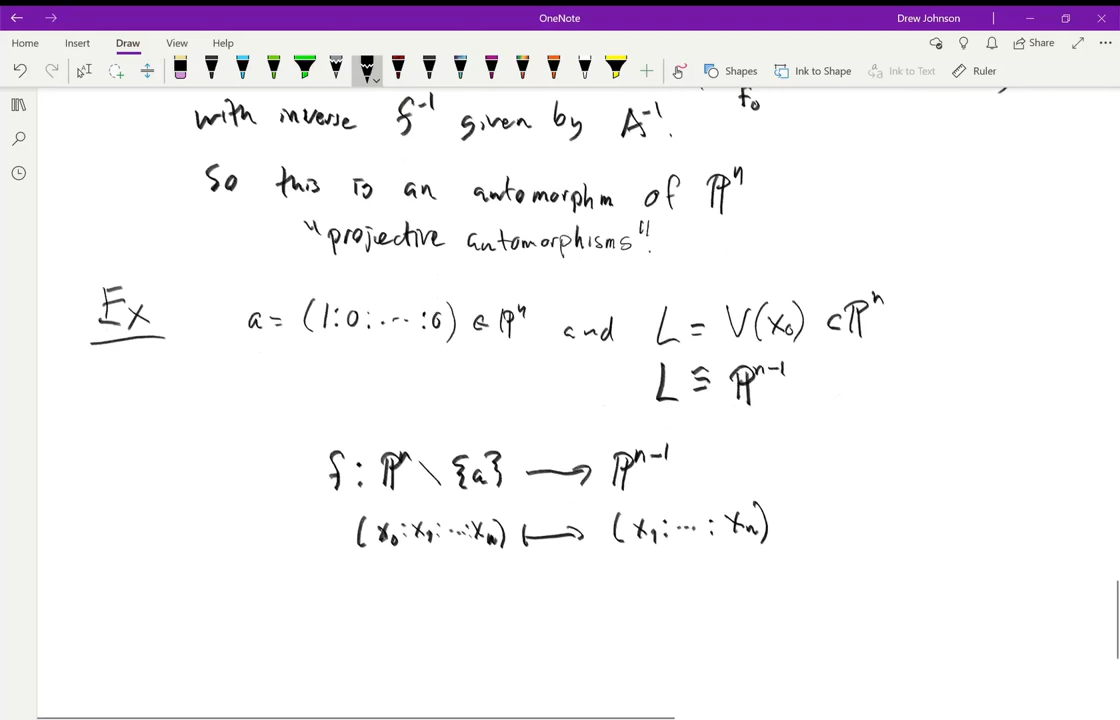 OneNote
Drew Johnson
Home Insert Draw View Help
Share
Shapes Ink to Shape Ink to Text Ruler
f₀
with inverse f⁻¹ given by A⁻¹.
So this is an automorphm of ℙⁿ
"projective automorphisms".
Ex a = (1:0:⋯:0) ∈ ℙⁿ and L = V(x₀) ⊂ ℙⁿ
L ≅ ℙⁿ⁻¹
f : ℙⁿ \ {a} ⟶ ℙⁿ⁻¹
(x₀:x₁:⋯:xₙ) ⟼ (x₁:⋯:xₙ)